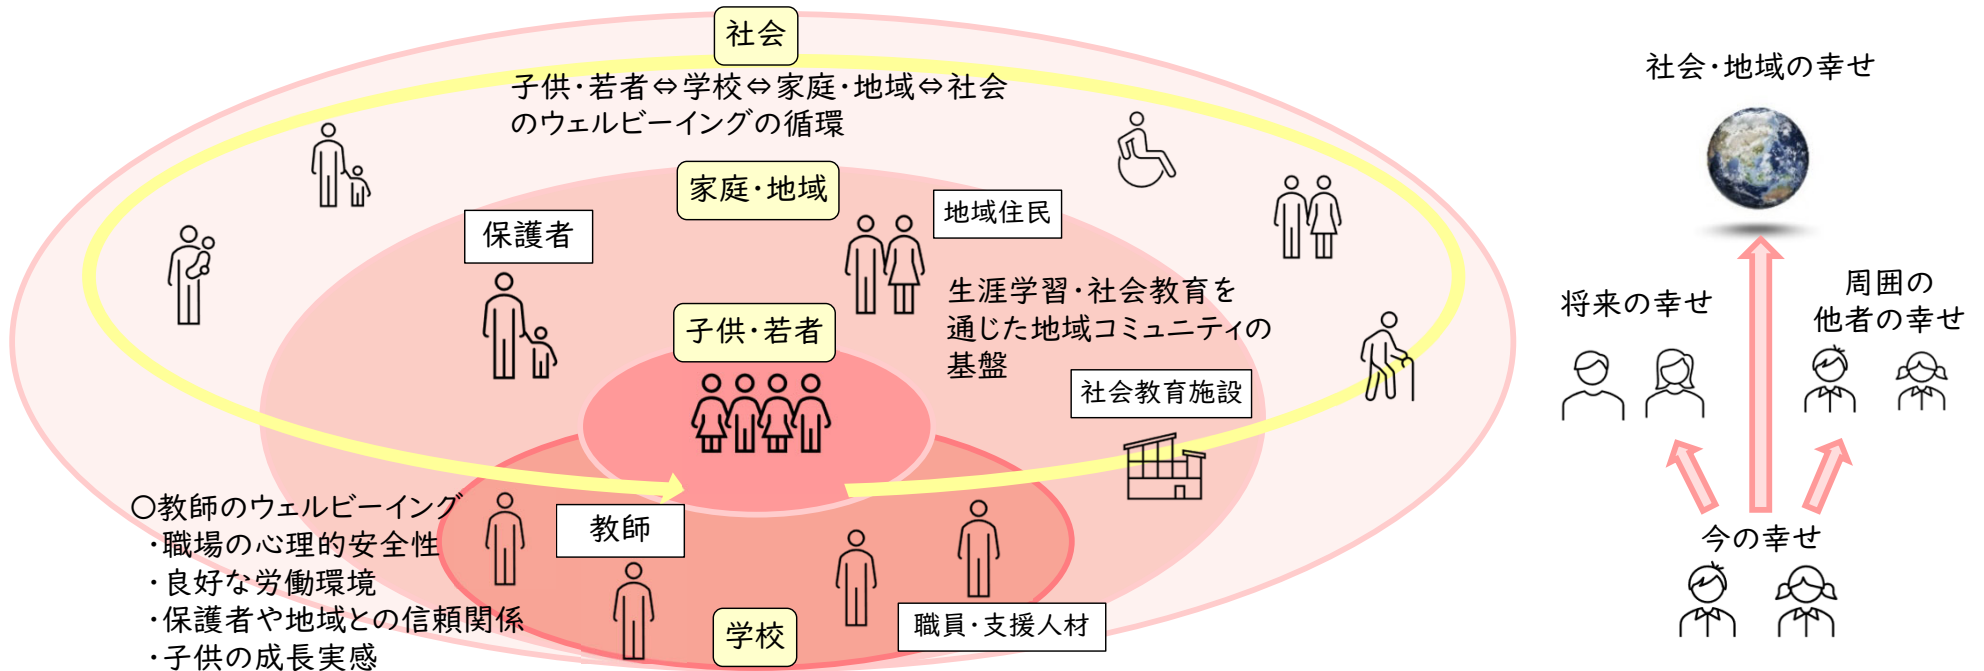 社会
子供・若者⇔学校⇔家庭・地域⇔社会
のウェルビーイングの循環
家庭・地域
保護者
地域住民
生涯学習・社会教育を
通じた地域コミュニティの
基盤
子供・若者
社会教育施設
〇教師のウェルビーイング
・職場の心理的安全性
・良好な労働環境
・保護者や地域との信頼関係
・子供の成長実感
教師
職員・支援人材
学校
社会・地域の幸せ
将来の幸せ
周囲の
他者の幸せ
今の幸せ